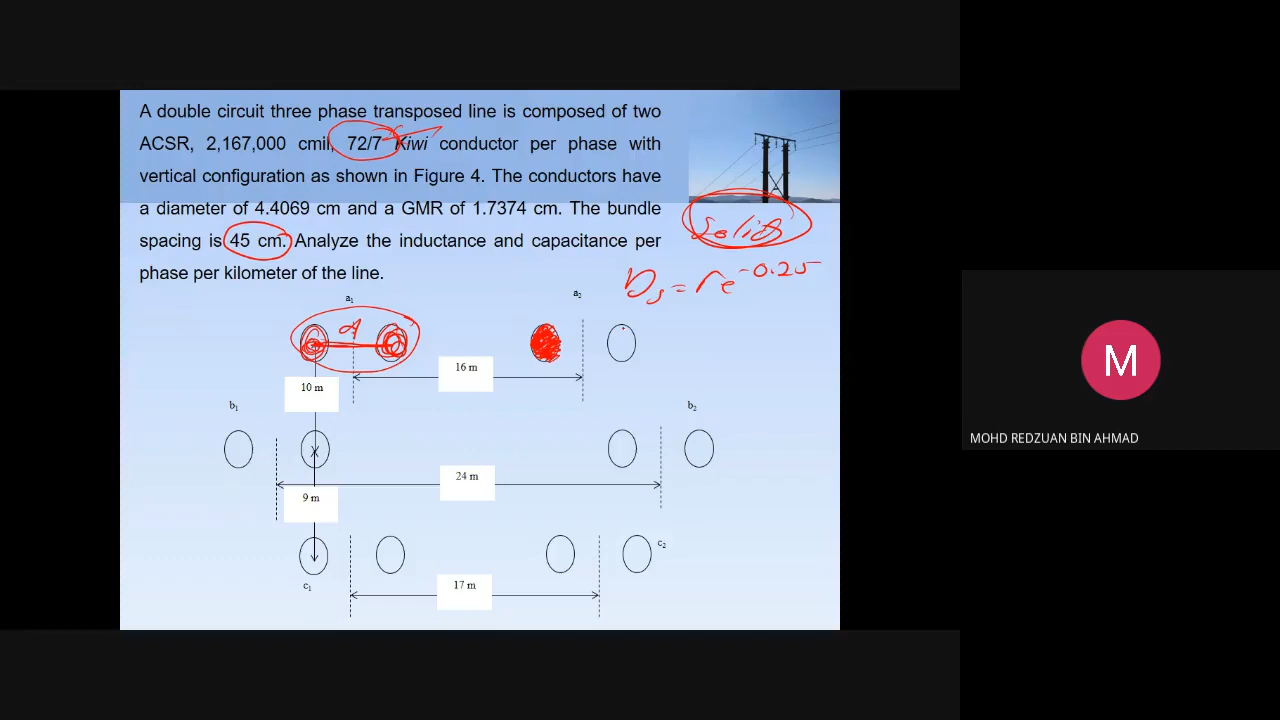 A double circuit three phase transposed line is composed of two
ACSR, 2,167,000 cmil, 72/7 Kiwi conductor per phase with
vertical configuration as shown in Figure 4. The conductors have
a diameter of 4.4069 cm and a GMR of 1.7374 cm. The bundle
spacing is 45 cm. Analyze the inductance and capacitance per
phase per kilometer of the line.
Solid
Ds = re^-0.25
a1
a2
d
16 m
10 m
b1
b2
X
24 m
9 m
c2
c1
17 m
M
MOHD REDZUAN BIN AHMAD